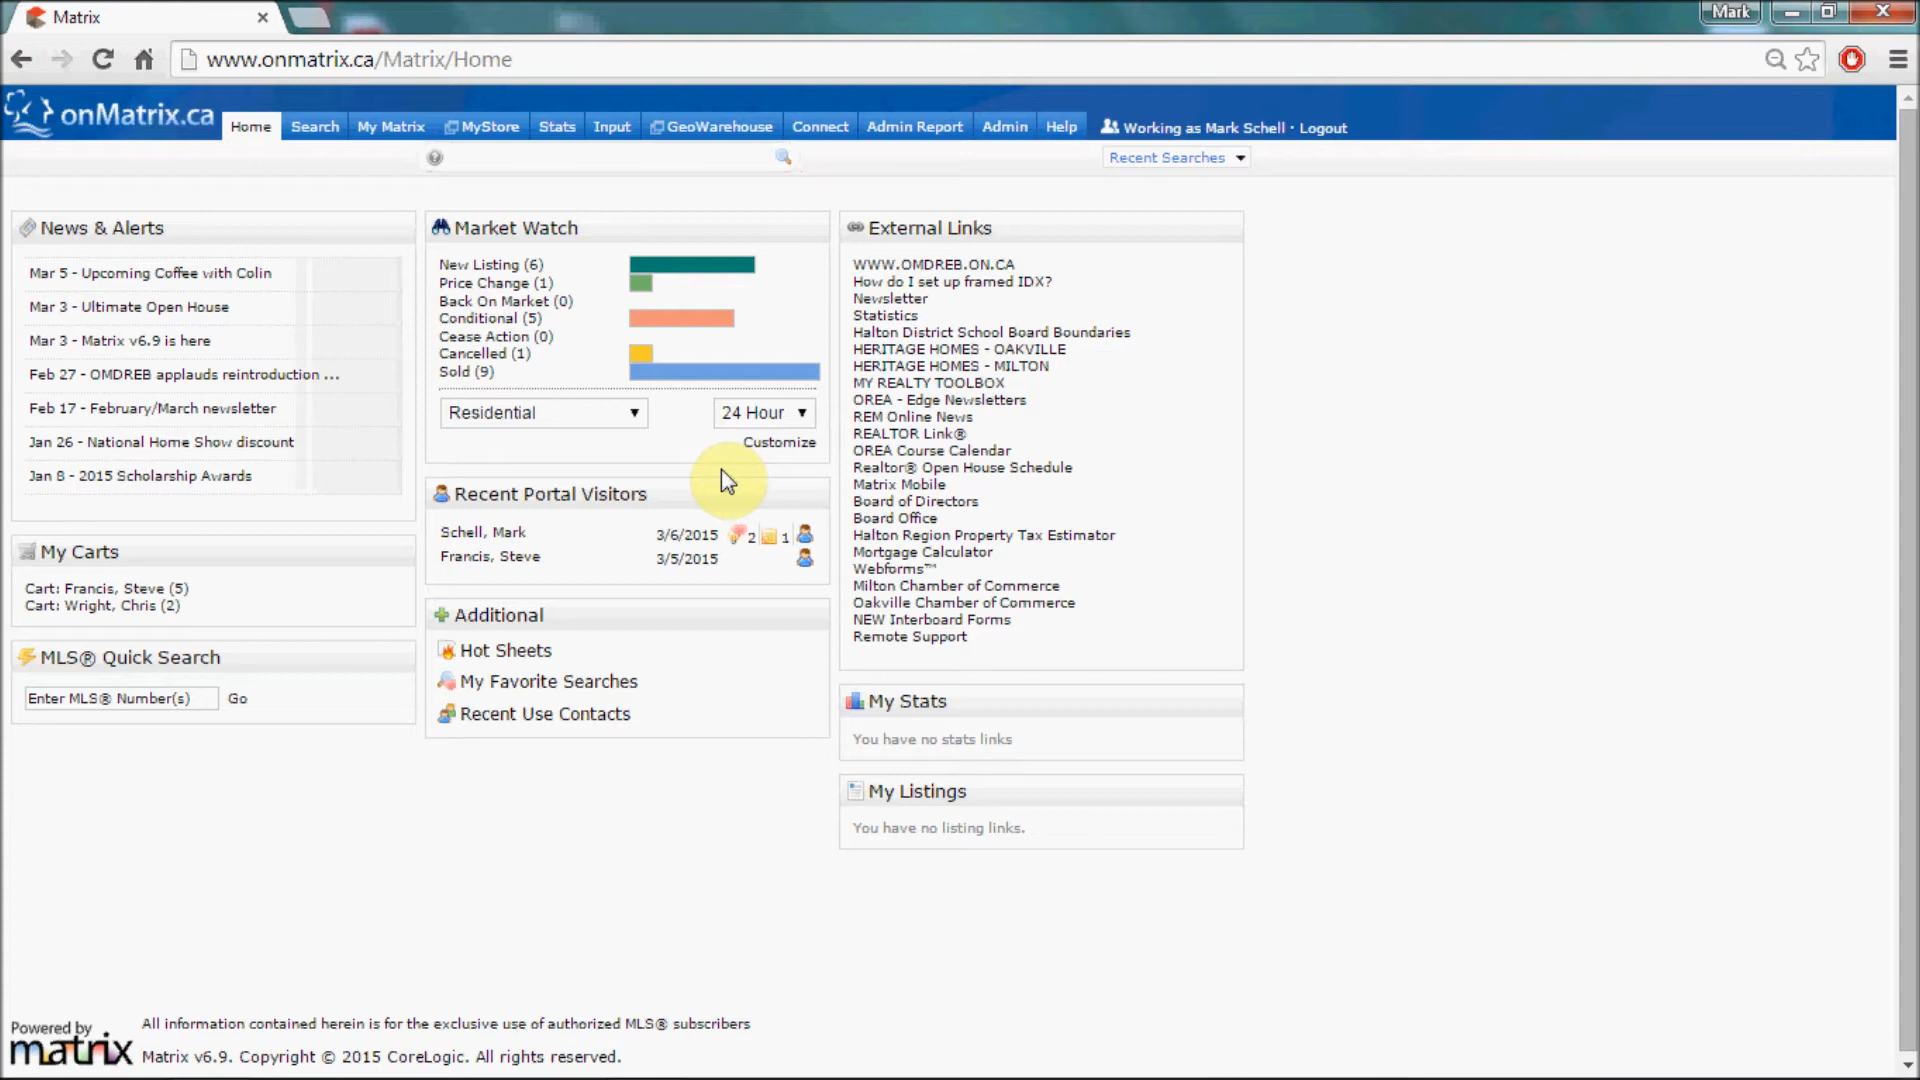 Matrix
Mark
www.onmatrix.ca/Matrix/Home
onMatrix.ca
Home
Search
My Matrix
MyStore
Stats
Input
GeoWarehouse
Connect
Admin Report
Admin
Help
Working as Mark Schell · Logout
Recent Searches
News & Alerts
Mar 5 - Upcoming Coffee with Colin
Mar 3 - Ultimate Open House
Mar 3 - Matrix v6.9 is here
Feb 27 - OMDREB applauds reintroduction ...
Feb 17 - February/March newsletter
Jan 26 - National Home Show discount
Jan 8 - 2015 Scholarship Awards
My Carts
Cart: Francis, Steve (5)
Cart: Wright, Chris (2)
MLS® Quick Search
Enter MLS® Number(s) Go
Market Watch
New Listing (6)
Price Change (1)
Back On Market (0)
Conditional (5)
Cease Action (0)
Cancelled (1)
Sold (9)
Residential
24 Hour
Customize
Recent Portal Visitors
Schell, Mark 3/6/2015 2 1
Francis, Steve 3/5/2015
Additional
Hot Sheets
My Favorite Searches
Recent Use Contacts
External Links
WWW.OMDREB.ON.CA
How do I set up framed IDX?
Newsletter
Statistics
Halton District School Board Boundaries
HERITAGE HOMES - OAKVILLE
HERITAGE HOMES - MILTON
MY REALTY TOOLBOX
OREA - Edge Newsletters
REM Online News
REALTOR Link®
OREA Course Calendar
Realtor® Open House Schedule
Matrix Mobile
Board of Directors
Board Office
Halton Region Property Tax Estimator
Mortgage Calculator
Webforms™
Milton Chamber of Commerce
Oakville Chamber of Commerce
NEW Interboard Forms
Remote Support
My Stats
You have no stats links
My Listings
You have no listing links.
Powered by
matrix
All information contained herein is for the exclusive use of authorized MLS® subscribers
Matrix v6.9. Copyright © 2015 CoreLogic. All rights reserved.